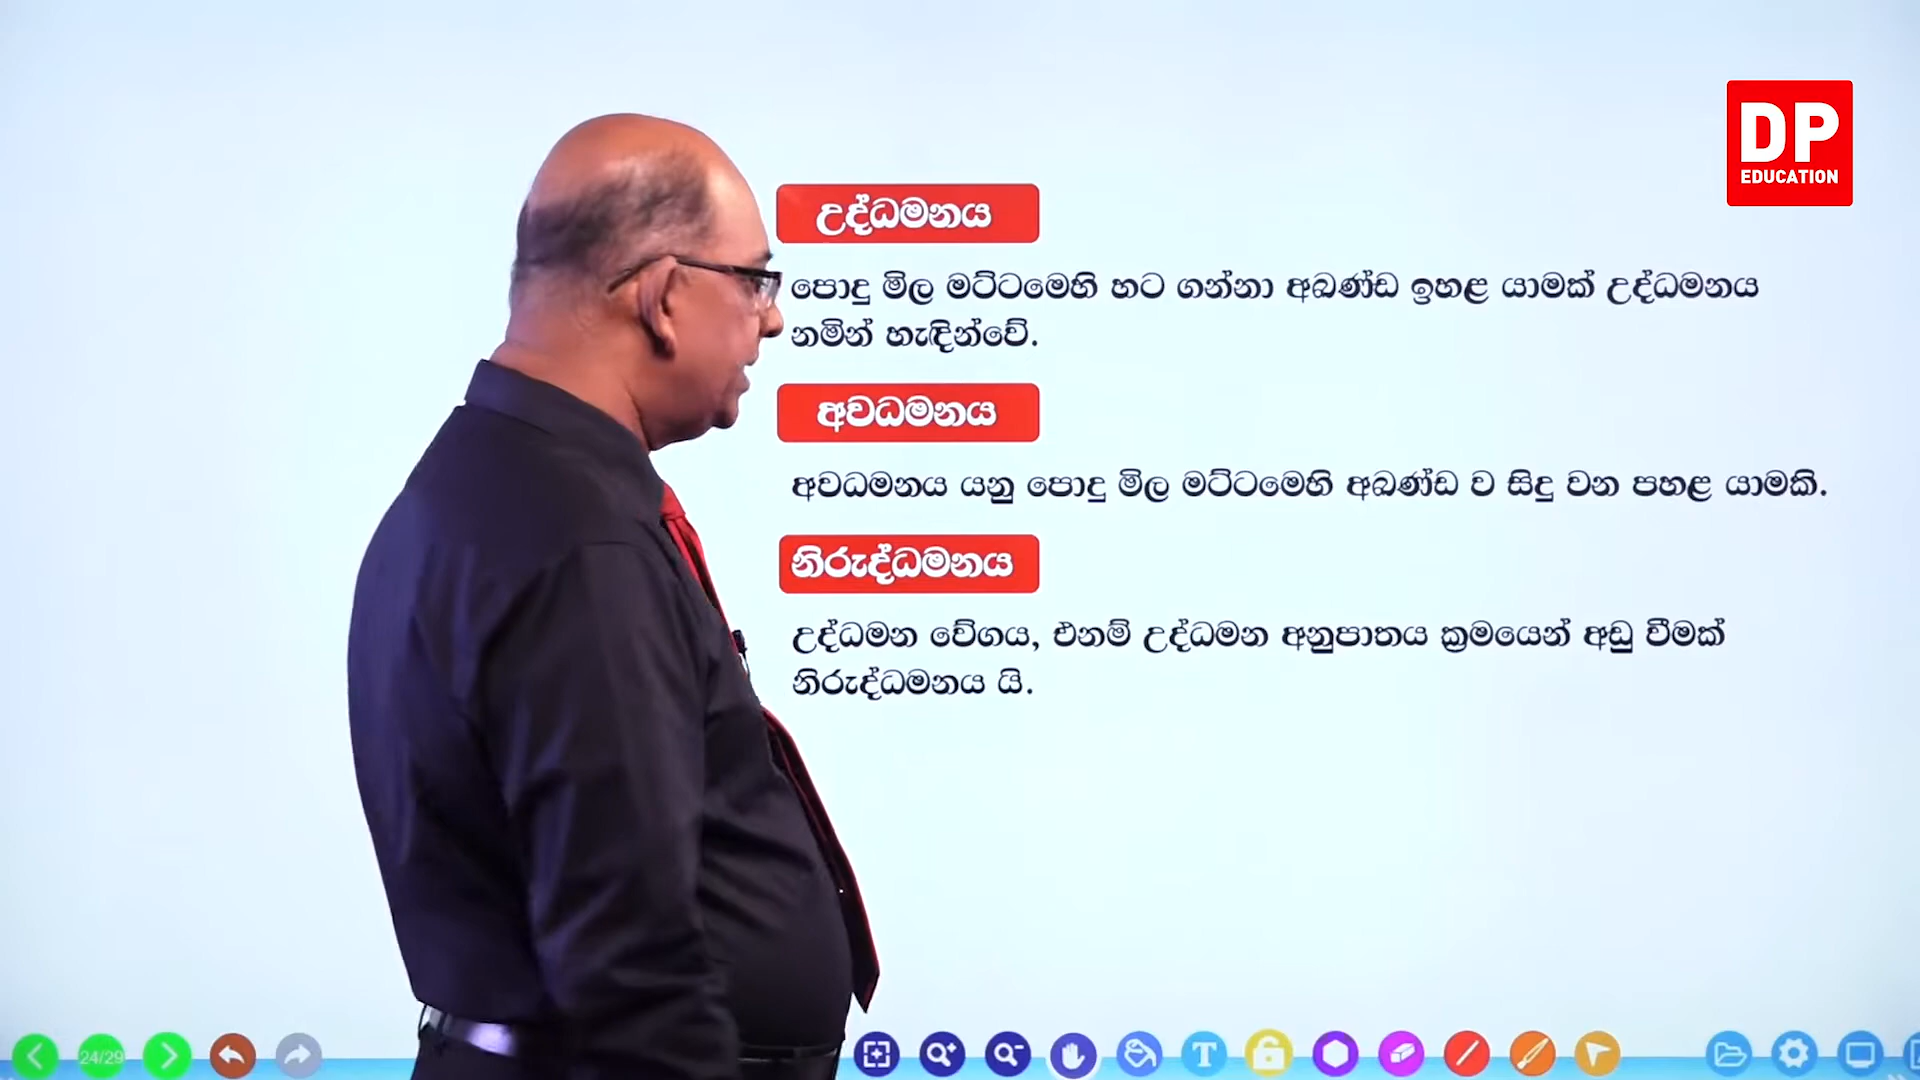 DP
EDUCATION
උද්ධමනය
පොදු මිල මට්ටමෙහි හට ගන්නා අඛණ්ඩ ඉහළ යාමක් උද්ධමනය
නමින් හැඳින්වේ.
අවධමනය
අවධමනය යනු පොදු මිල මට්ටමෙහි අඛණ්ඩ ව සිදු වන පහළ යාමකි.
නිරුද්ධමනය
උද්ධමන වේගය, එනම් උද්ධමන අනුපාතය ක්‍රමයෙන් අඩු වීමක්
නිරුද්ධමනය යි.
24/29
T